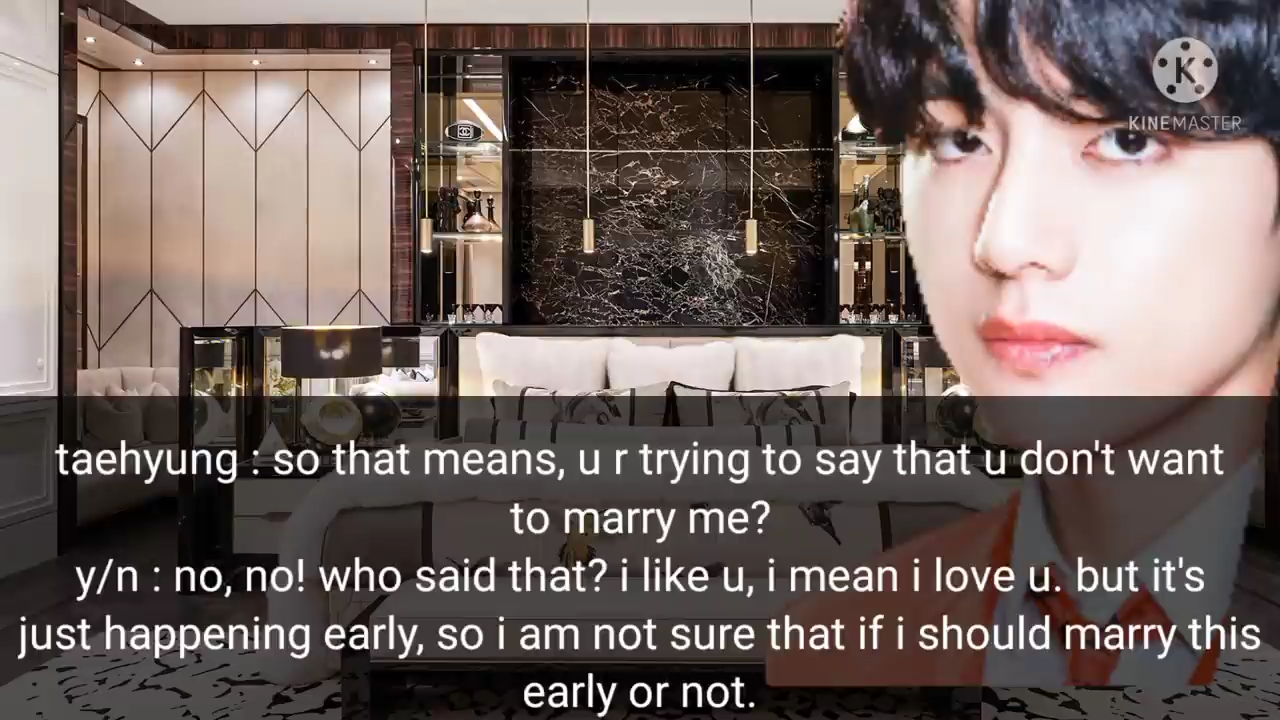 K
KINEMASTER
taehyung : so that means, u r trying to say that u don't want
to marry me?
y/n : no, no! who said that? i like u, i mean i love u. but it's
just happening early, so i am not sure that if i should marry this
early or not.